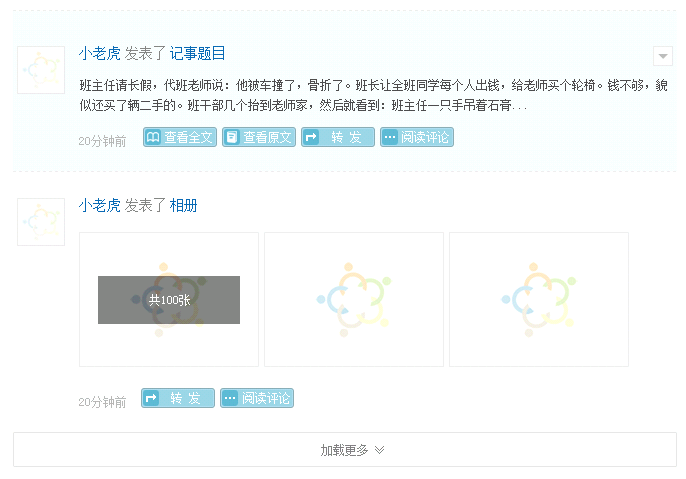 小老虎 发表了 记事题目
班主任请长假，代班老师说：他被车撞了，骨折了。班长让全班同学每个人出钱，给老师买个轮椅。钱不够，貌
似还买了辆二手的。班干部几个抬到老师家，然后就看到：班主任一只手吊着石膏...
20分钟前 查看全文 查看原文 转 发 阅读评论
小老虎 发表了 相册
共100张
20分钟前 转 发 阅读评论
加载更多